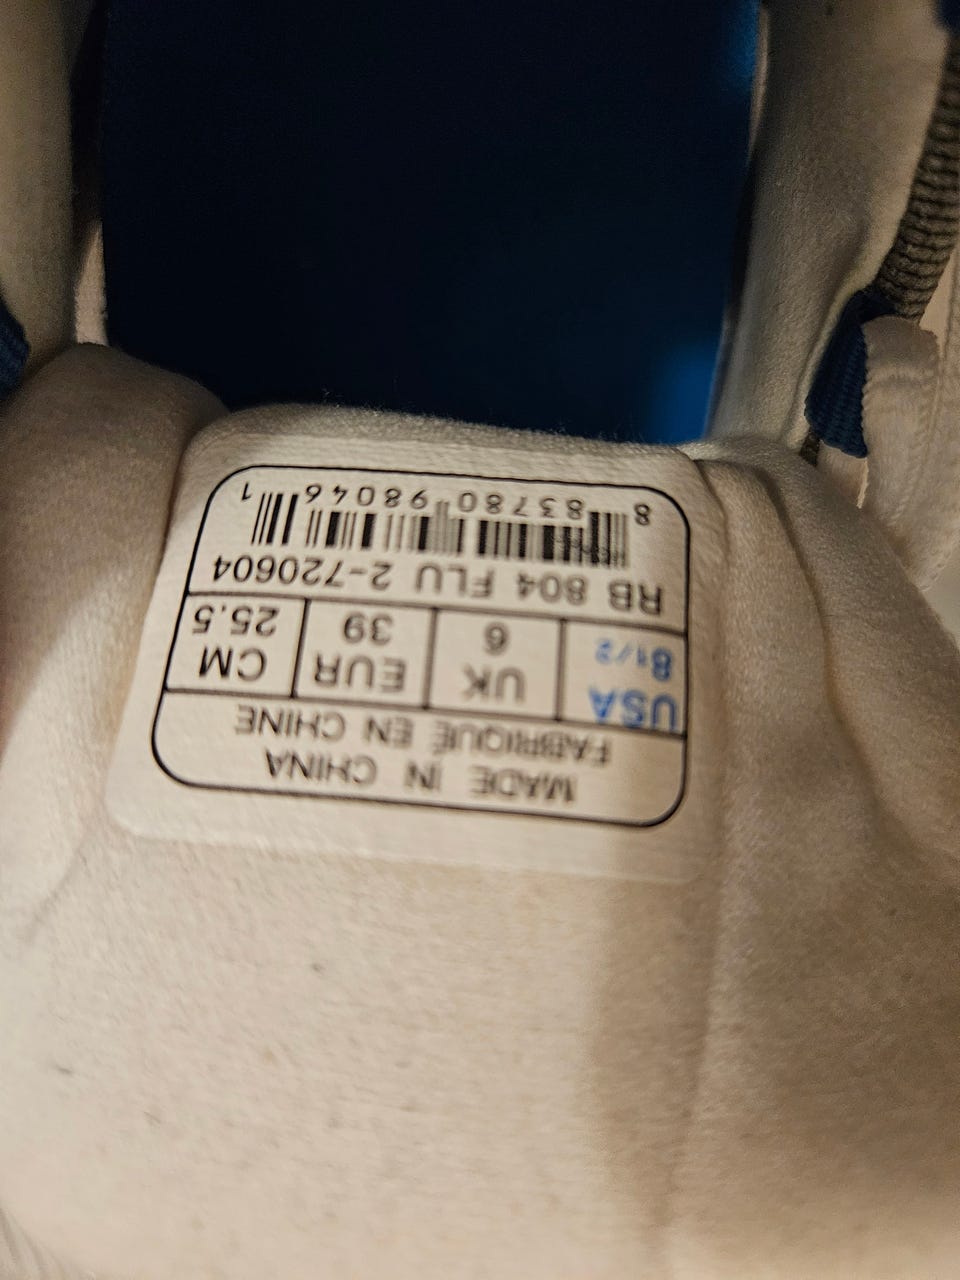 MADE IN CHINA
FABRIQUÉ EN CHINE
USA UK EUR CM
8 1/2 6 39 25.5
RB 804 FLU 2-720604
8 83780 98046 1